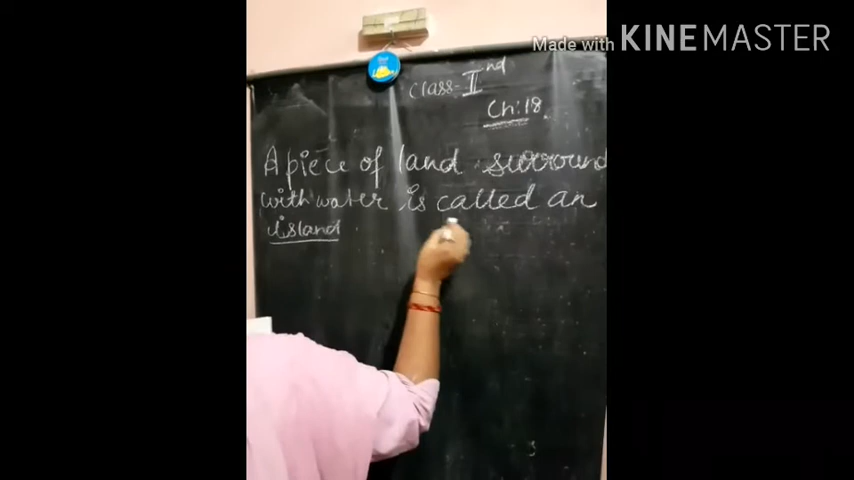 Made with KINEMASTER
Class = IInd
Ch:18.
A piece of land surround
with water is called an
island